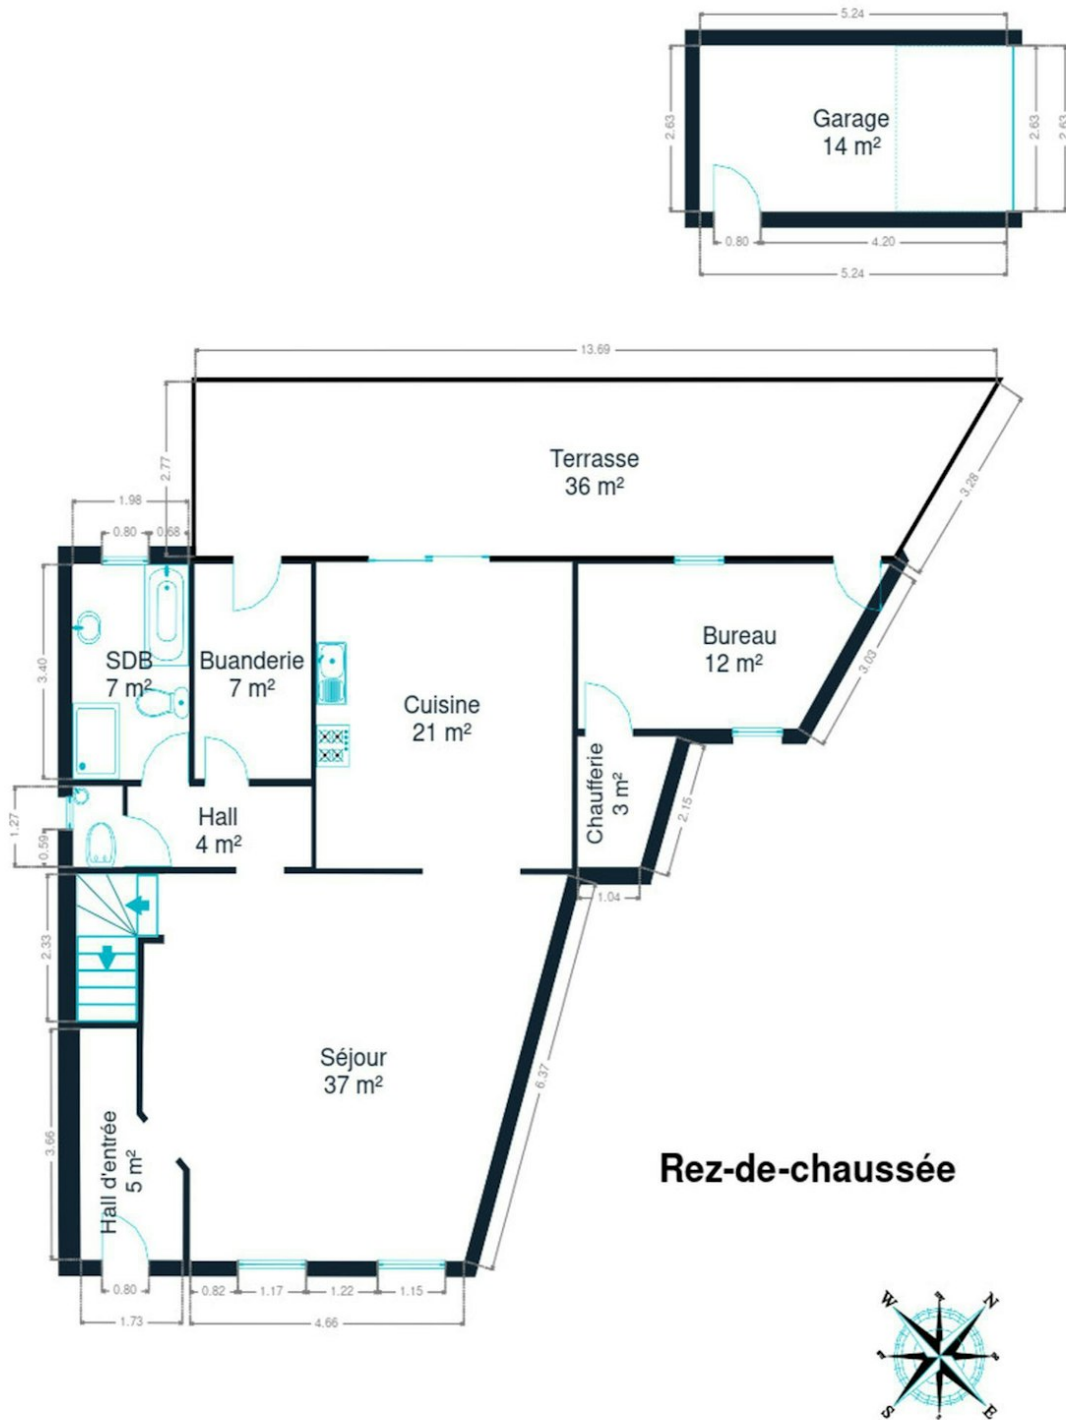 5.24
Garage
14 m²
2.63
2.63
2.63
0.80
4.20
5.24
13.69
Terrasse
36 m²
2.77
3.28
1.98
0.80
0.68
SDB
7 m²
Buanderie
7 m²
Cuisine
21 m²
Bureau
12 m²
3.03
3.40
Chaufferie
3 m²
2.15
1.04
Hall
4 m²
1.27
0.59
2.33
Séjour
37 m²
6.37
3.66
Hall d'entrée
5 m²
Rez-de-chaussée
0.80
0.82
1.17
1.22
1.15
1.73
4.66
W
N
S
E